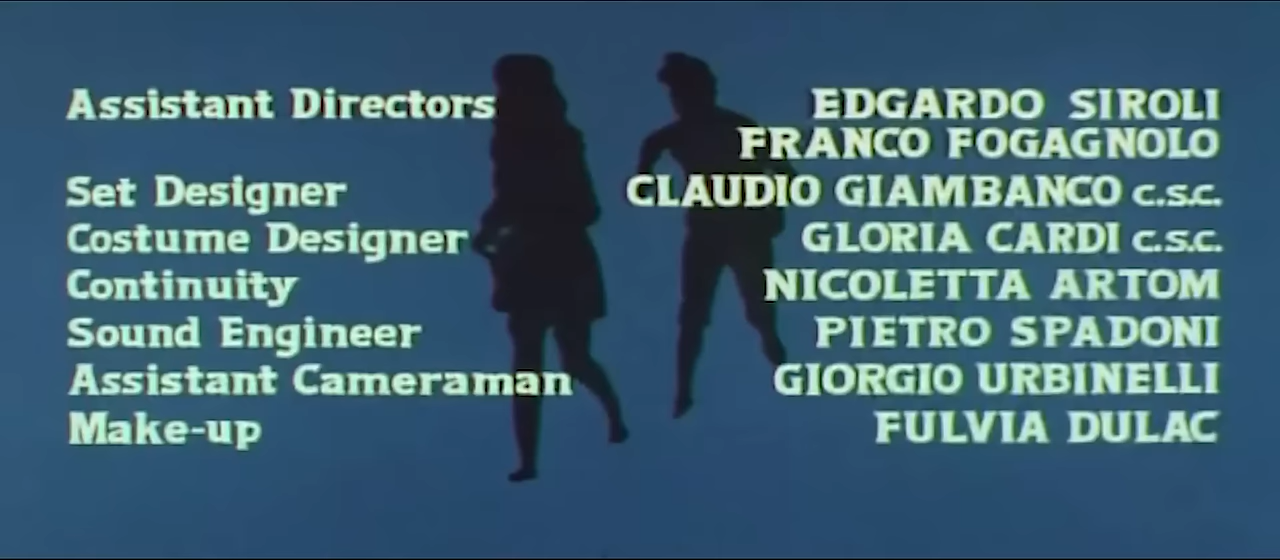 Assistant Directors EDGARDO SIROLI
FRANCO FOGAGNOLO
Set Designer CLAUDIO GIAMBANCO c.s.c.
Costume Designer GLORIA CARDI c.s.c.
Continuity NICOLETTA ARTOM
Sound Engineer PIETRO SPADONI
Assistant Cameraman GIORGIO URBINELLI
Make-up FULVIA DULAC